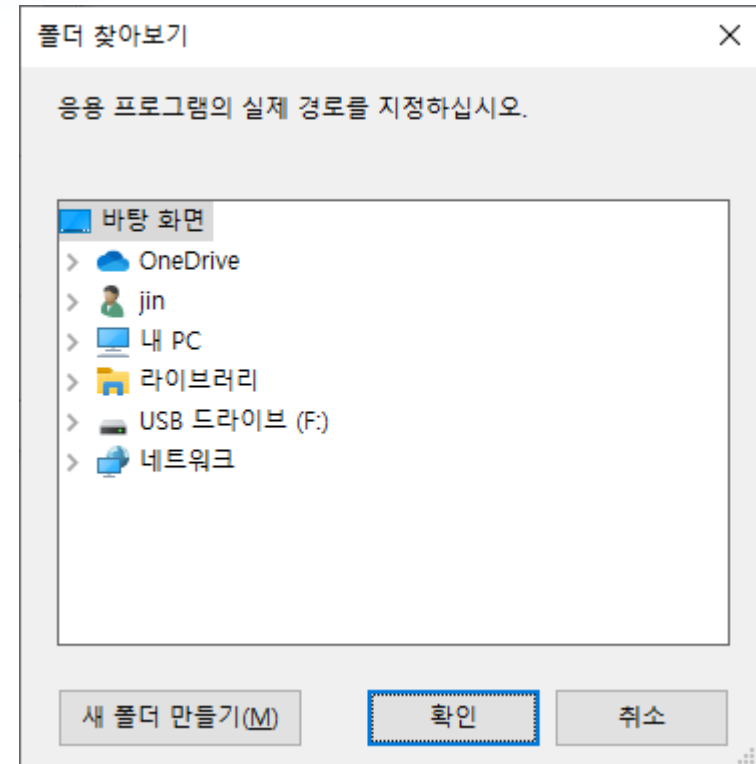 폴더 찾아보기
응용 프로그램의 실제 경로를 지정하십시오.
바탕 화면
OneDrive
jin
내 PC
라이브러리
USB 드라이브 (F:)
네트워크
새 폴더 만들기(M) 확인 취소